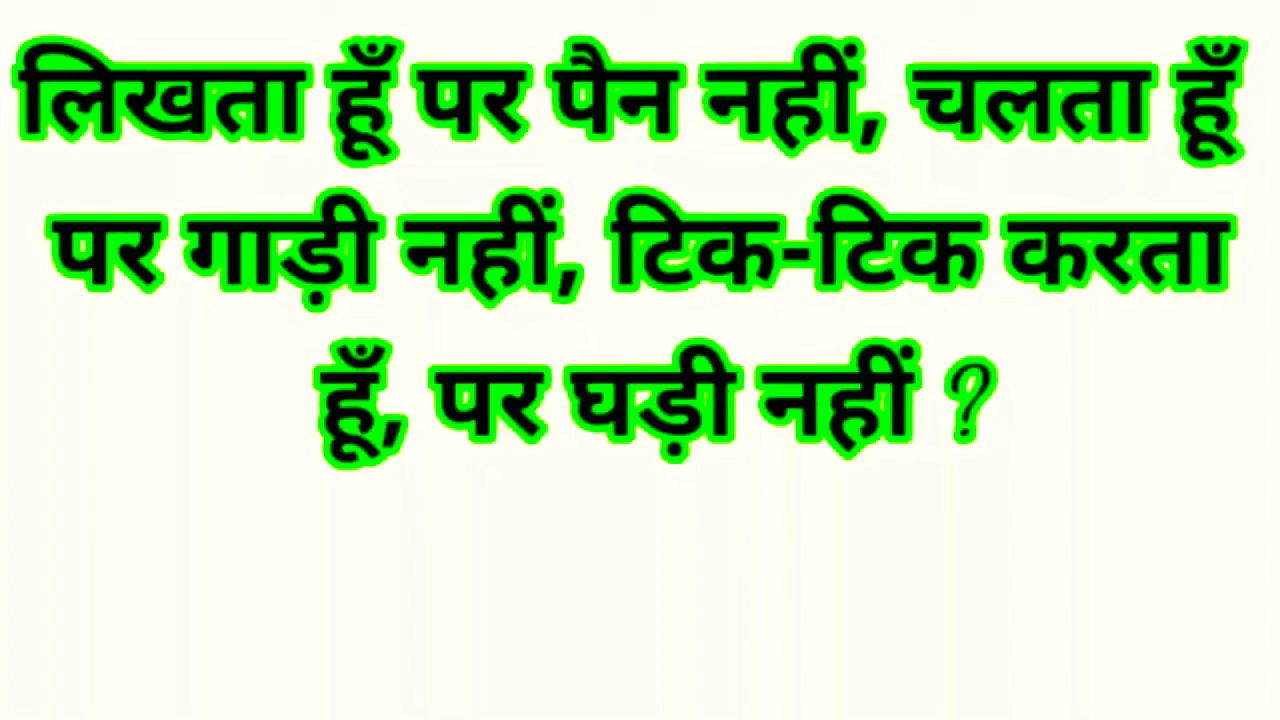 लिखता हूँ पर पैन नहीं, चलता हूँ
पर गाड़ी नहीं, टिक-टिक करता
हूँ, पर घड़ी नहीं ?